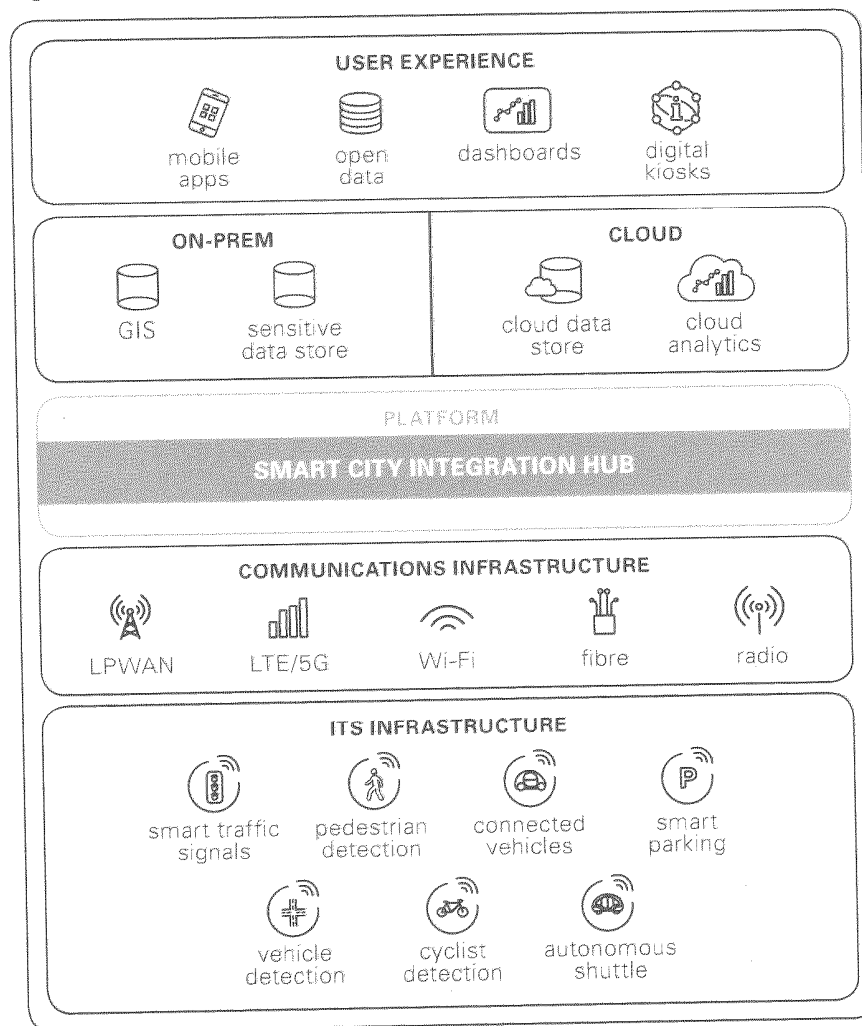 USER EXPERIENCE
mobile
apps
open
data
dashboards
digital
kiosks
ON-PREM
GIS
sensitive
data store
CLOUD
cloud data
store
cloud
analytics
PLATFORM
SMART CITY INTEGRATION HUB
COMMUNICATIONS INFRASTRUCTURE
LPWAN
LTE/5G
Wi-Fi
fibre
radio
ITS INFRASTRUCTURE
smart traffic
signals
pedestrian
detection
connected
vehicles
P
smart
parking
vehicle
detection
cyclist
detection
autonomous
shuttle